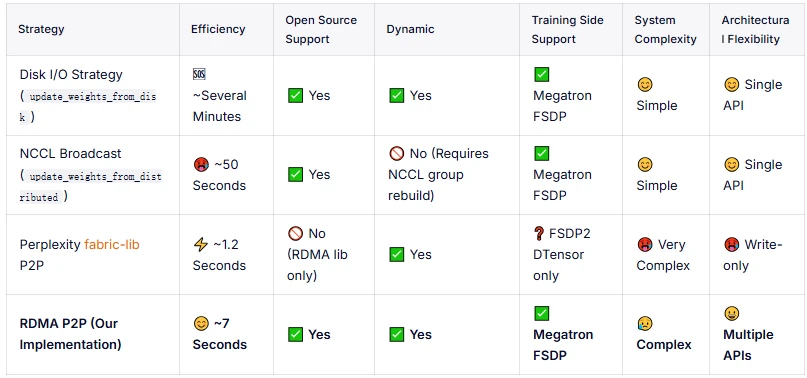 Strategy
Efficiency
Open Source
Support
Dynamic
Training Side
Support
System
Complexity
Architectura
l Flexibility
Disk I/O Strategy
( update_weights_from_dis
k )
🆘
~Several
Minutes
✅ Yes
✅ Yes
✅
Megatron
FSDP
😊
Simple
😊 Single
API
NCCL Broadcast
( update_weights_from_dist
ributed )
🥵 ~50
Seconds
✅ Yes
🚫 No (Requires
NCCL group
rebuild)
✅
Megatron
FSDP
😊
Simple
😊 Single
API
Perplexity fabric-lib
P2P
⚡ ~1.2
Seconds
🚫 No
(RDMA lib
only)
✅ Yes
❓ FSDP2
DTensor
only
🥵 Very
Complex
🥵 Write-
only
RDMA P2P (Our
Implementation)
😊 ~7
Seconds
✅ Yes
✅ Yes
✅
Megatron
FSDP
😥
Complex
😀
Multiple
APIs